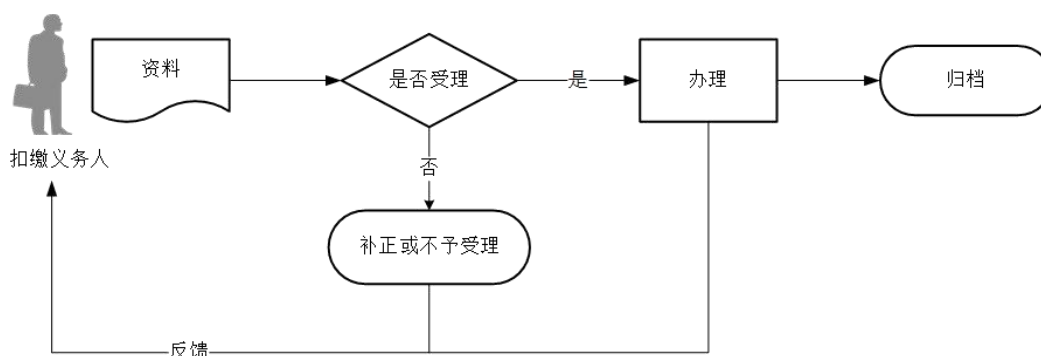 资料
是否受理
是
办理
归档
扣缴义务人
否
补正或不予受理
反馈